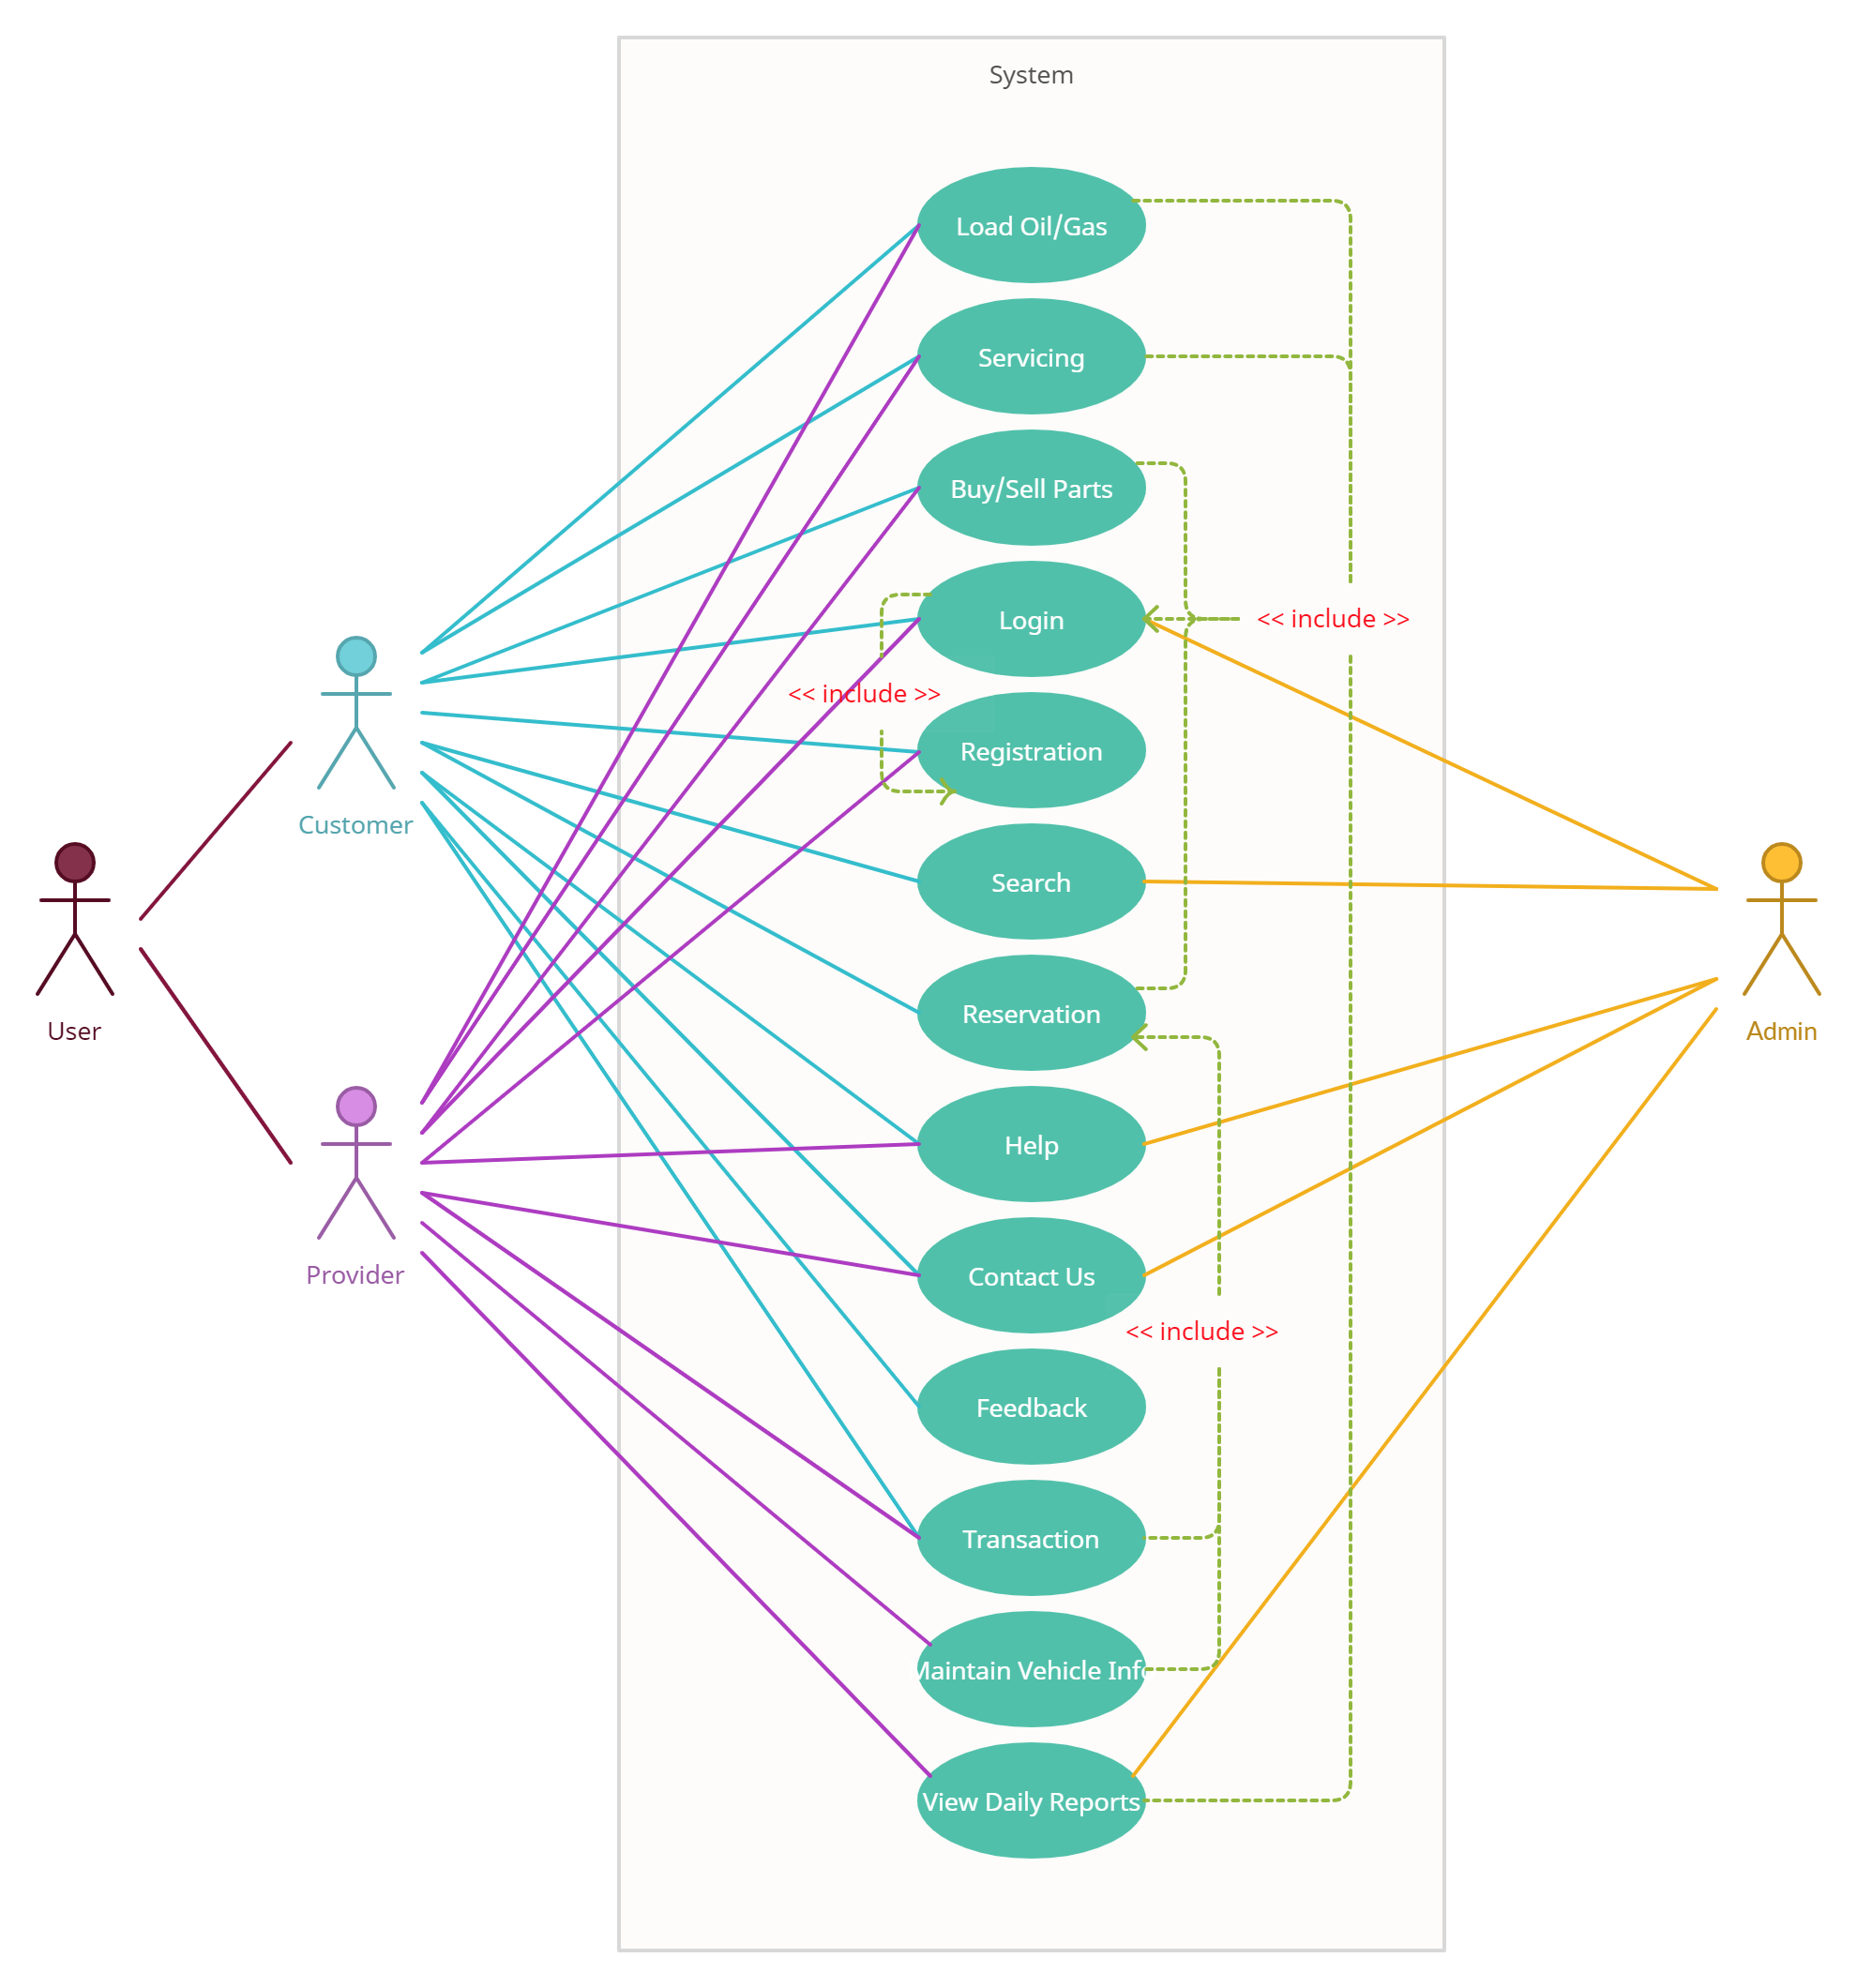 System
Load Oil/Gas
Servicing
Buy/Sell Parts
Login
<< include >>
<< include >>
Registration
Customer
Search
Reservation
User
Admin
Help
Provider
Contact Us
<< include >>
Feedback
Transaction
Maintain Vehicle Info
View Daily Reports